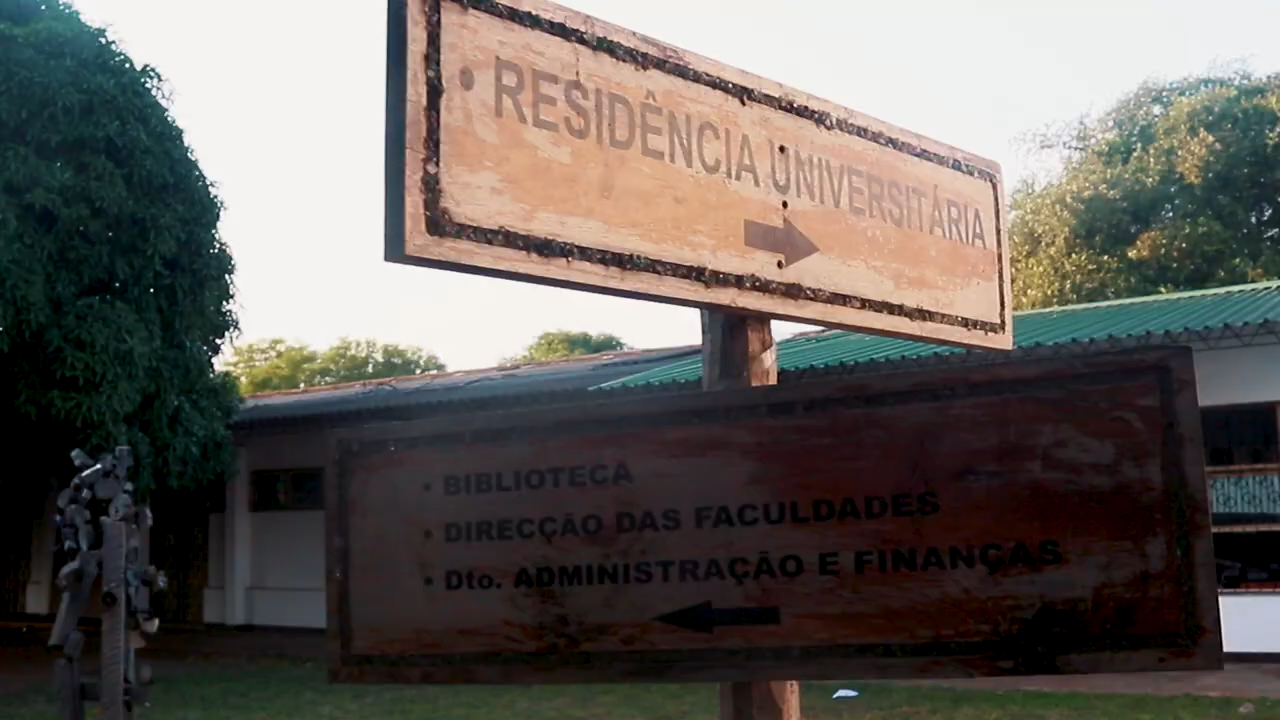 • RESIDÊNCIA UNIVERSITÁRIA
• BIBLIOTECA
• DIRECÇÃO DAS FACULDADES
• Dto. ADMINISTRAÇÃO E FINANÇAS